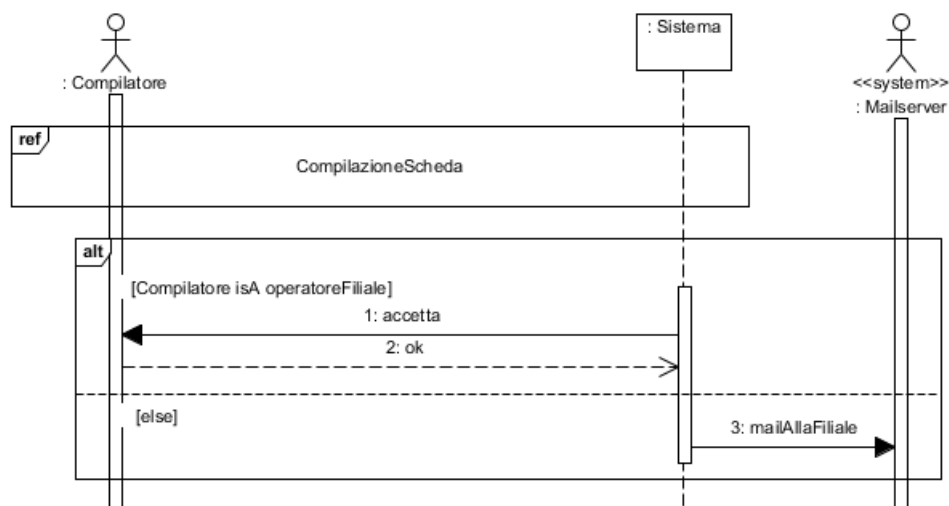 : Sistema
: Compilatore
<<system>>
: Mailserver
ref
CompilazioneScheda
alt
[Compilatore isA operatoreFiliale]
1: accetta
2: ok
[else]
3: mailAllaFiliale